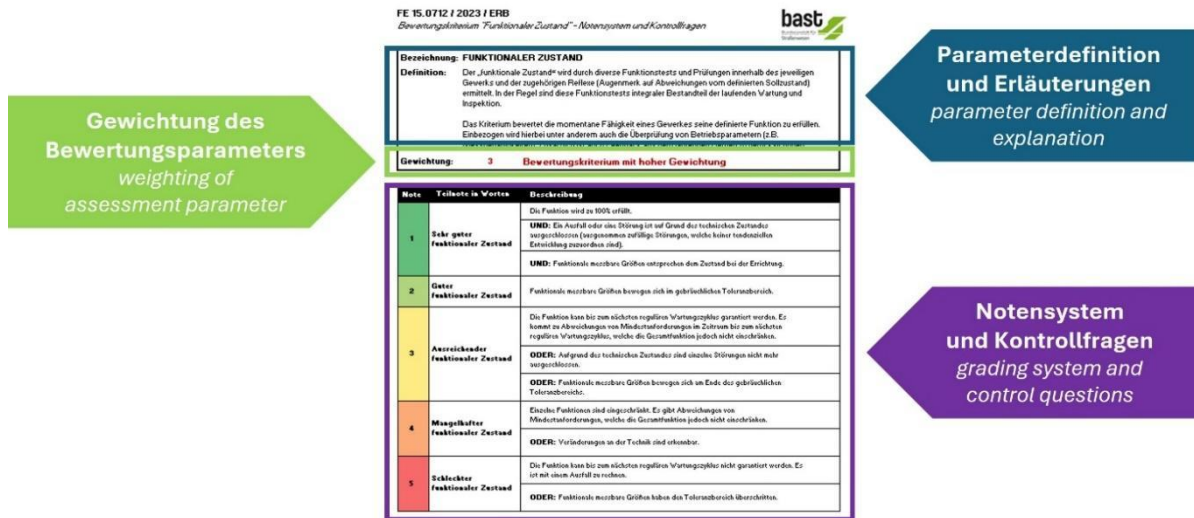 FE 15.0712 / 2023 / ERB
Bewertungskriterium "Funktionaler Zustand" - Notensystem und Kontrollfragen
bast
Bundesanstalt für
Straßenwesen
Bezeichnung: FUNKTIONALER ZUSTAND
Definition: Der „funktionale Zustand“ wird durch diverse Funktionstests und Prüfungen innerhalb des jeweiligen
Gewerks und der zugehörigen Reflexe (Augenmerk auf Abweichungen vom definierten Sollzustand)
ermittelt. In der Regel sind diese Funktionstests integraler Bestandteil der laufenden Wartung und
Inspektion.
Das Kriterium bewertet die momentane Fähigkeit eines Gewerkes seine definierte Funktion zu erfüllen.
Einbezogen wird hierbei unter anderem auch die Überprüfung von Betriebsparametern (z.B.
Gewichtung: 3 Bewertungskriterium mit hoher Gewichtung
Note Teilnote in Worten Beschreibung
1 Sehr guter
funktionaler Zustand
Die Funktion wird zu 100% erfüllt.
UND: Ein Ausfall oder eine Störung ist auf Grund des technischen Zustandes
ausgeschlossen (ausgenommen zufällige Störungen, welche keiner tendenziellen
Entwicklung zuzuordnen sind).
UND: Funktionale messbare Größen entsprechen dem Zustand bei der Errichtung.
2 Guter
funktionaler Zustand
Funktionale messbare Größen bewegen sich im gebräuchlichen Toleranzbereich.
3 Ausreichender
funktionaler Zustand
Die Funktion kann bis zum nächsten regulären Wartungszyklus garantiert werden. Es
kommt zu Abweichungen von Mindestanforderungen im Zeitraum bis zum nächsten
regulären Wartungszyklus, welche die Gesamtfunktion jedoch nicht einschränken.
ODER: Aufgrund des technischen Zustandes sind einzelne Störungen nicht mehr
ausgeschlossen.
ODER: Funktionale messbare Größen bewegen sich am Ende des gebräuchlichen
Toleranzbereichs.
4 Mangelhafter
funktionaler Zustand
Einzelne Funktionen sind eingeschränkt. Es gibt Abweichungen von
Mindestanforderungen, welche die Gesamtfunktion jedoch nicht einschränken.
ODER: Veränderungen an der Technik sind erkennbar.
5 Schlechter
funktionaler Zustand
Die Funktion kann bis zum nächsten regulären Wartungszyklus nicht garantiert werden. Es
ist mit einem Ausfall zu rechnen.
ODER: Funktionale messbare Größen haben den Toleranzbereich überschritten.
Gewichtung des
Bewertungsparameters
weighting of
assessment parameter
Parameterdefinition
und Erläuterungen
parameter definition and
explanation
Notensystem
und Kontrollfragen
grading system and
control questions